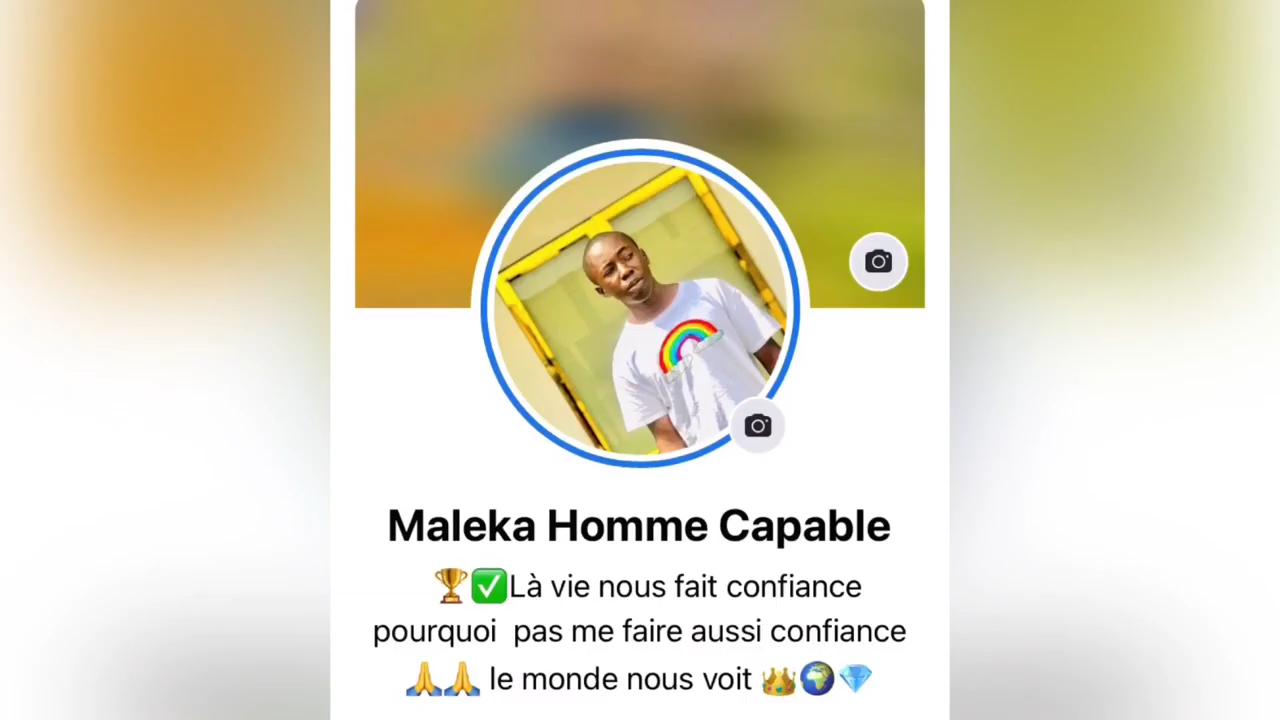 Maleka Homme Capable
🏆✅Là vie nous fait confiance
pourquoi  pas me faire aussi confiance
🙏🙏 le monde nous voit 👑🌍💎